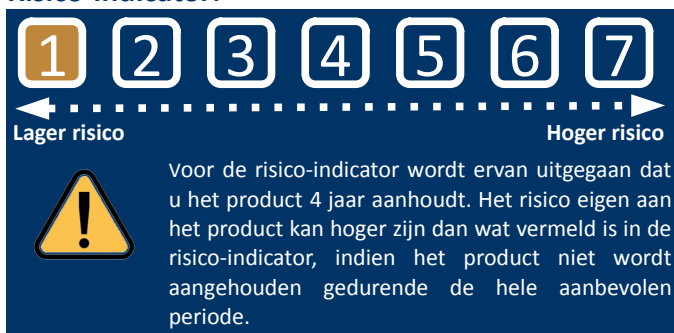 1 2 3 4 5 6 7
Lager risico Hoger risico
Voor de risico-indicator wordt ervan uitgegaan dat
u het product 4 jaar aanhoudt. Het risico eigen aan
het product kan hoger zijn dan wat vermeld is in de
risico-indicator, indien het product niet wordt
aangehouden gedurende de hele aanbevolen
periode.